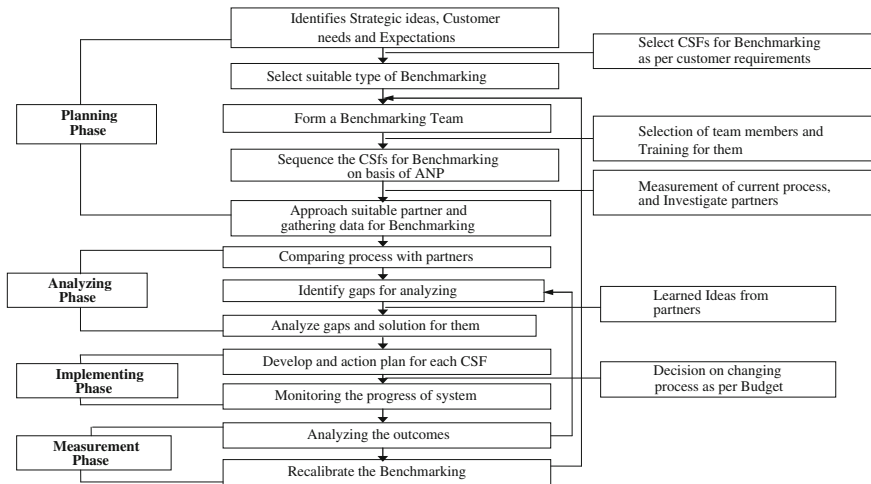 Identifies Strategic ideas, Customer
needs and Expectations
Select CSFs for Benchmarking
as per customer requirements
Select suitable type of Benchmarking
Planning
Phase
Form a Benchmarking Team
Selection of team members and
Training for them
Sequence the CSfs for Benchmarking
on basis of ANP
Measurement of current process,
and Investigate partners
Approach suitable partner and
gathering data for Benchmarking
Comparing process with partners
Analyzing
Phase
Identify gaps for analyzing
Learned Ideas from
partners
Analyze gaps and solution for them
Develop and action plan for each CSF
Implementing
Phase
Decision on changing
process as per Budget
Monitoring the progress of system
Analyzing the outcomes
Measurement
Phase
Recalibrate the Benchmarking